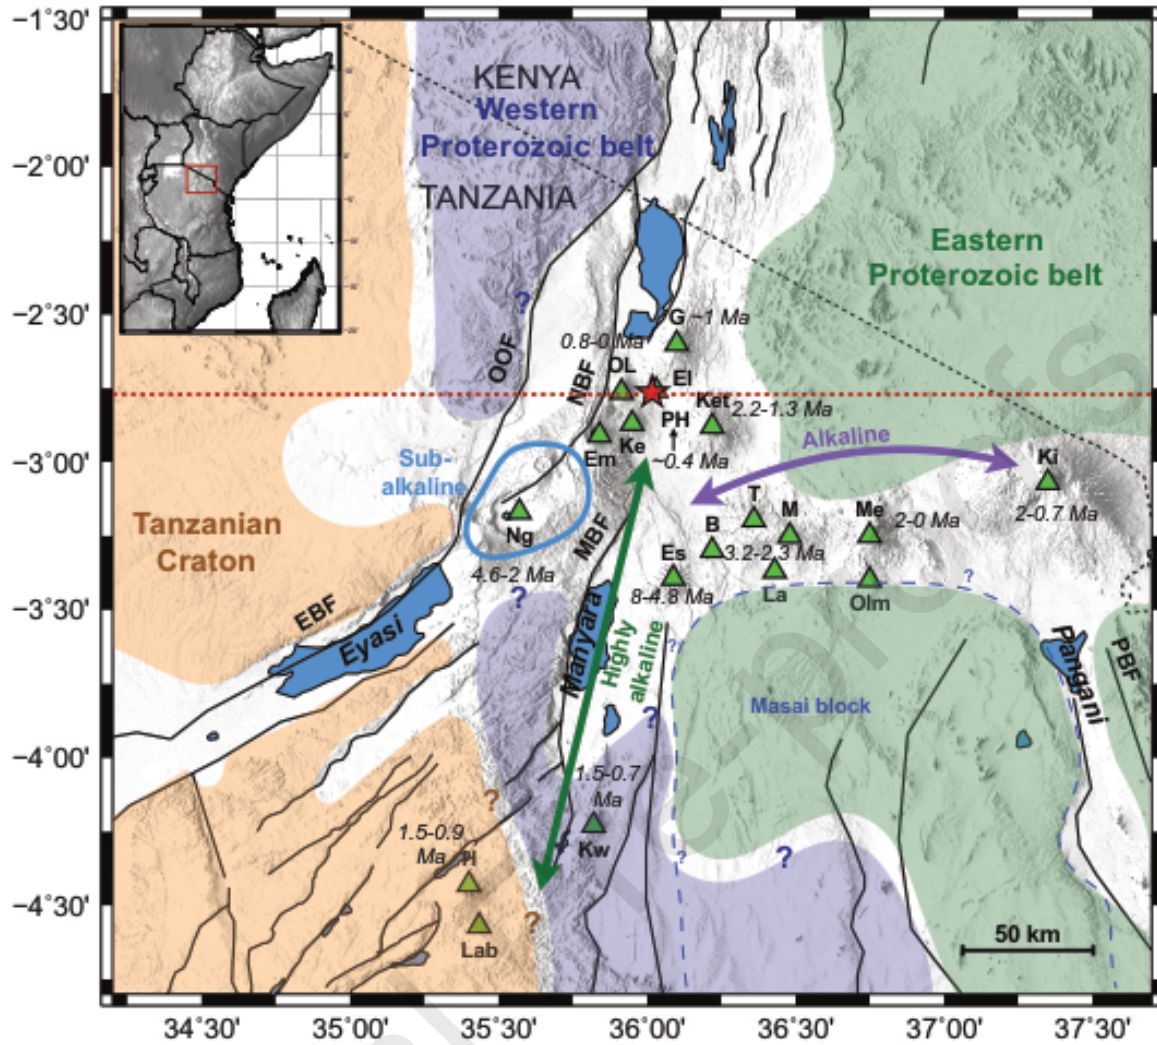 -1°30'
-2°00'
-2°30'
-3°00'
-3°30'
-4°00'
-4°30'
KENYA
Western
Proterozoic belt
TANZANIA
Eastern
Proterozoic belt
?
G ~1 Ma
0.8-0 Ma
OOF
NBF
OL
El
Ket
2.2-1.3 Ma
PH
Ke
Em
~0.4 Ma
Alkaline
Ki
2-0.7 Ma
Sub-
alkaline
Ng
4.6-2 Ma
Tanzanian
Craton
MBF
T
M
B
Me
2-0 Ma
3.2-2.3 Ma
Es
8-4.8 Ma
La
Olm
?
?
?
EBF
Eyasi
Manyara
Highly
alkaline
Masai block
Pangani
PBF
?
1.5-0.7
Ma
Kw
?
1.5-0.9
Ma
H
Lab
?
?
?
50 km
34°30'
35°00'
35°30'
36°00'
36°30'
37°00'
37°30'